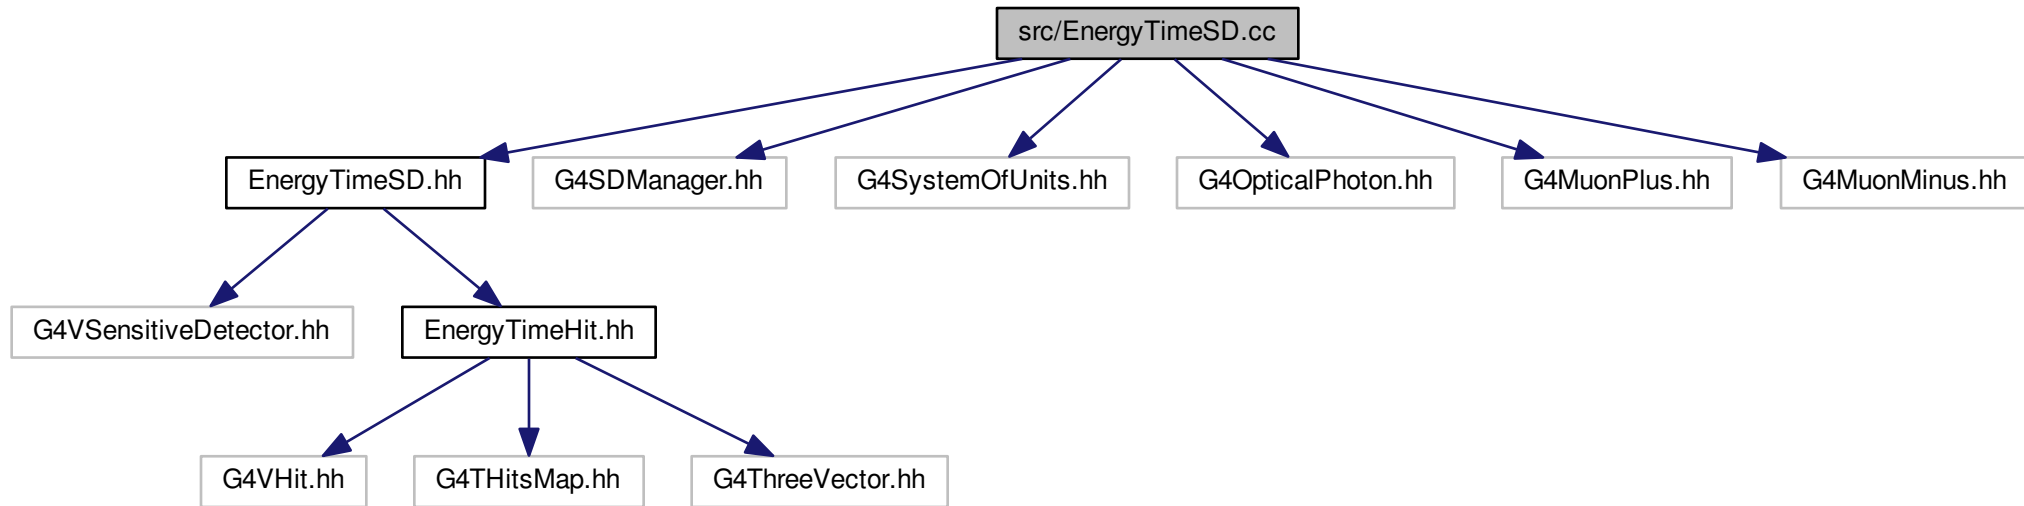 src/EnergyTimeSD.cc
EnergyTimeSD.hh
G4SDManager.hh
G4SystemOfUnits.hh
G4OpticalPhoton.hh
G4MuonPlus.hh
G4MuonMinus.hh
G4VSensitiveDetector.hh
EnergyTimeHit.hh
G4VHit.hh
G4THitsMap.hh
G4ThreeVector.hh